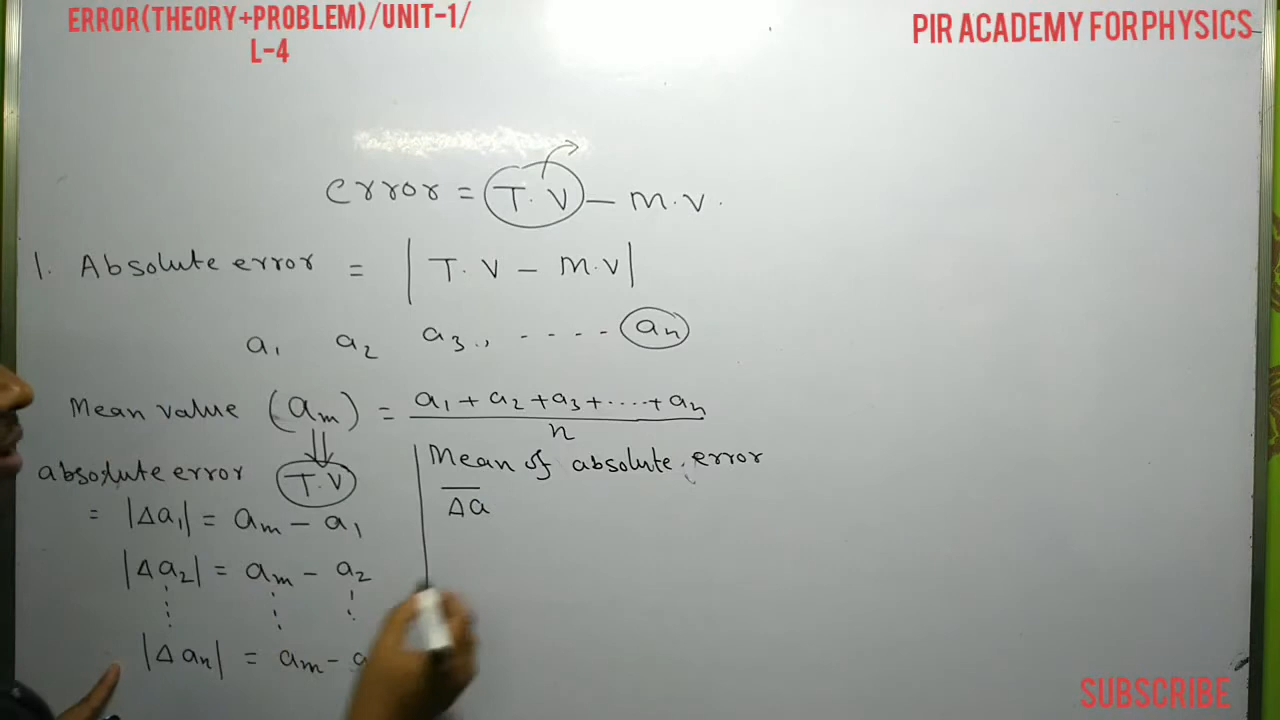 ERROR(THEORY+PROBLEM)/UNIT-1/
L-4
PIR ACADEMY FOR PHYSICS
error = T.V - M.V.
1. Absolute error = |T.V - M.V|
a1 a2 a3., ---- an
Mean value (am) = a1 + a2 + a3 + .... + an / n
⇓
absolute error T.V
= |Δa1| = am - a1
|Δa2| = am - a2
|Δan| = am - a
Mean of absolute error
Δa̅
SUBSCRIBE